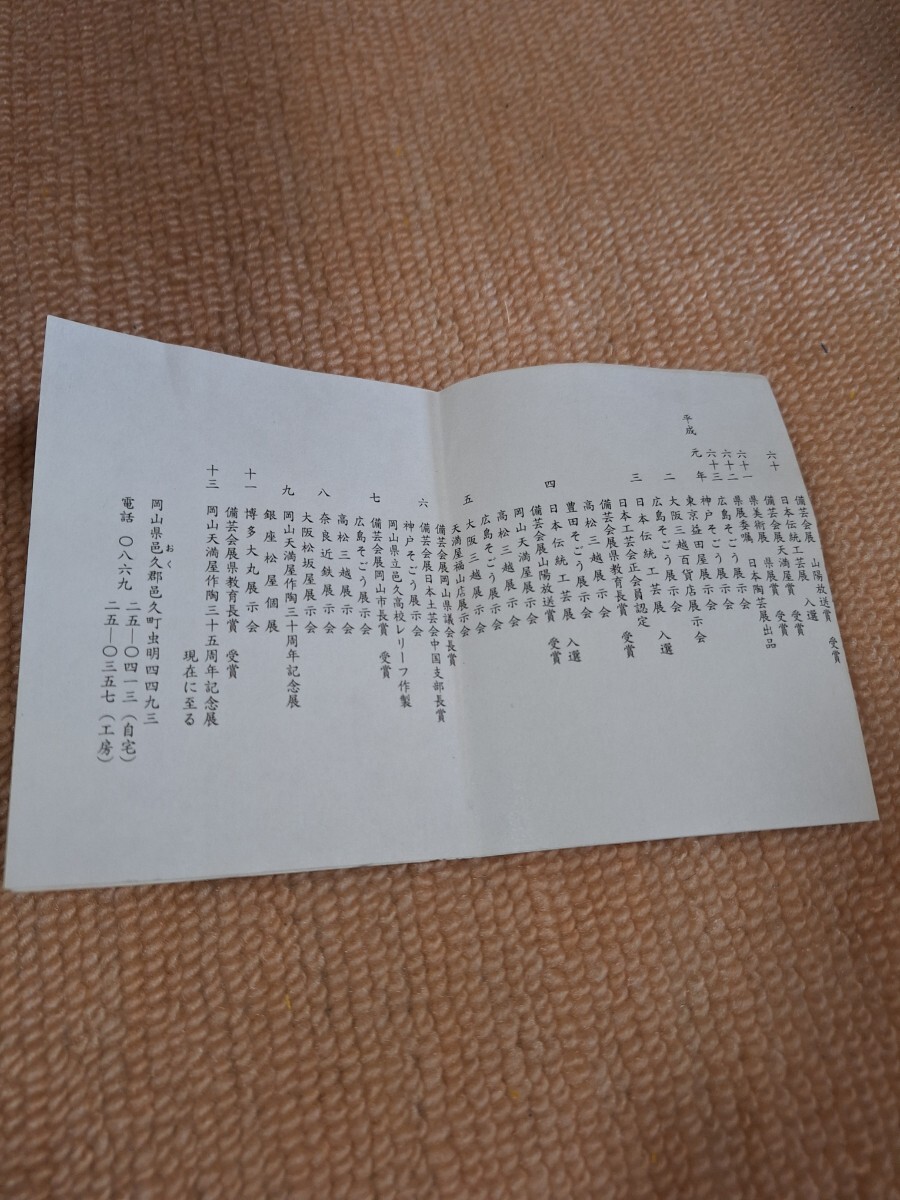 備芸会展　山陽放送賞　受賞
日本伝統工芸展　入選
六十　備芸会展天満屋賞　受賞
県美術展　県展賞　受賞
六十一　県展委嘱　日本陶芸展出品
六十二　広島そごう展示会
六十三　神戸そごう展示会
平成　元年　東京益田屋展示会
大阪三越百貨店展示会
二　広島そごう展示会
日本伝統工芸展　入選
三　日本工芸会正会員認定
備芸会展県教育長賞　受賞
高松三越展示会
豊田そごう展示会
四　日本伝統工芸展　入選
備芸会展山陽放送賞　受賞
岡山天満屋展示会
高松三越展示会
広島そごう展示会
五　大阪三越展示会
天満屋福山店展示会
備芸会展岡山県議会長賞
六　備芸会展日本土芸会中国支部長賞
神戸そごう展示会
岡山県立邑久高校レリーフ作製
七　備芸会展岡山市長賞　受賞
広島そごう展示会
高松三越展示会
八　奈良近鉄展示会
大阪松坂屋展示会
九　岡山天満屋作陶三十周年記念展
銀座松屋個展
十一　博多大丸展示会
備芸会展県教育長賞　受賞
十三　岡山天満屋作陶三十五周年記念展
現在に至る
おく
岡山県邑久郡邑久町虫明四四九三
電話　〇八六九　二五―〇四一三（自宅）
二五―〇三五七（工房）